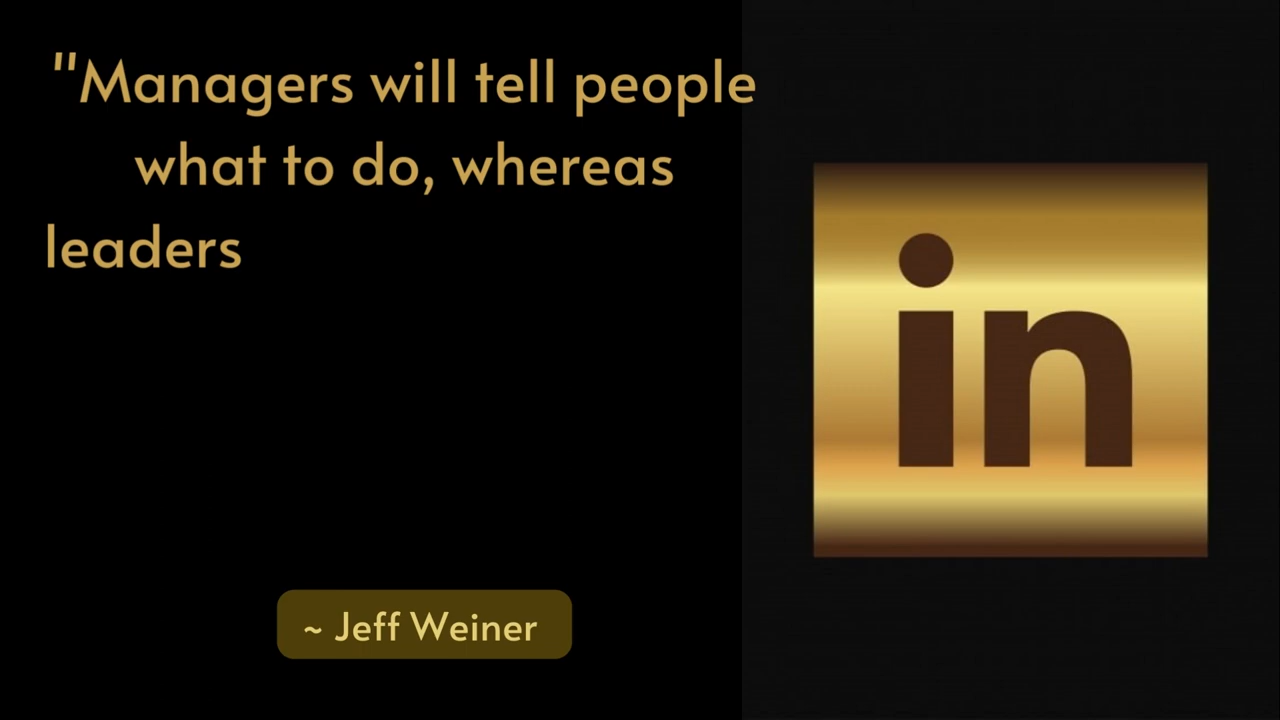 "Managers will tell people
what to do, whereas
leaders
~ Jeff Weiner
in